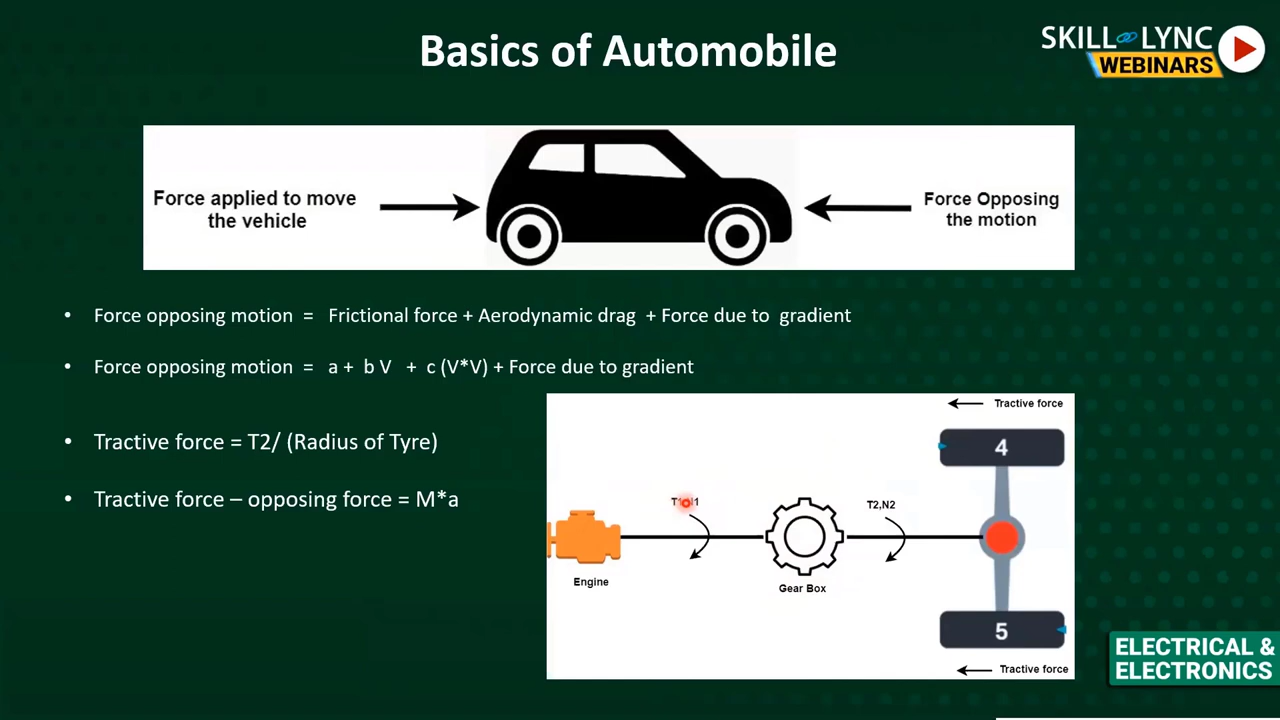 Basics of Automobile
SKILL LYNC
WEBINARS
Force applied to move
the vehicle
Force Opposing
the motion
• Force opposing motion = Frictional force + Aerodynamic drag + Force due to gradient
• Force opposing motion = a + b V + c (V*V) + Force due to gradient
• Tractive force = T2/ (Radius of Tyre)
• Tractive force – opposing force = M*a
Tractive force
4
T2,N2
Engine
Gear Box
5
Tractive force
ELECTRICAL &
ELECTRONICS